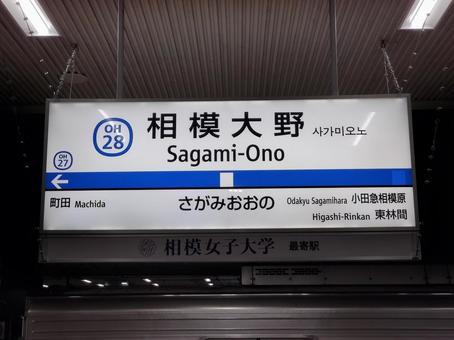 OH
28
相模大野 사가미오노
Sagami-Ono
OH
27
町田 Machida
さがみおおの
Odakyu Sagamihara 小田急相模原
Higashi-Rinkan 東林間
相模女子大学 最寄駅